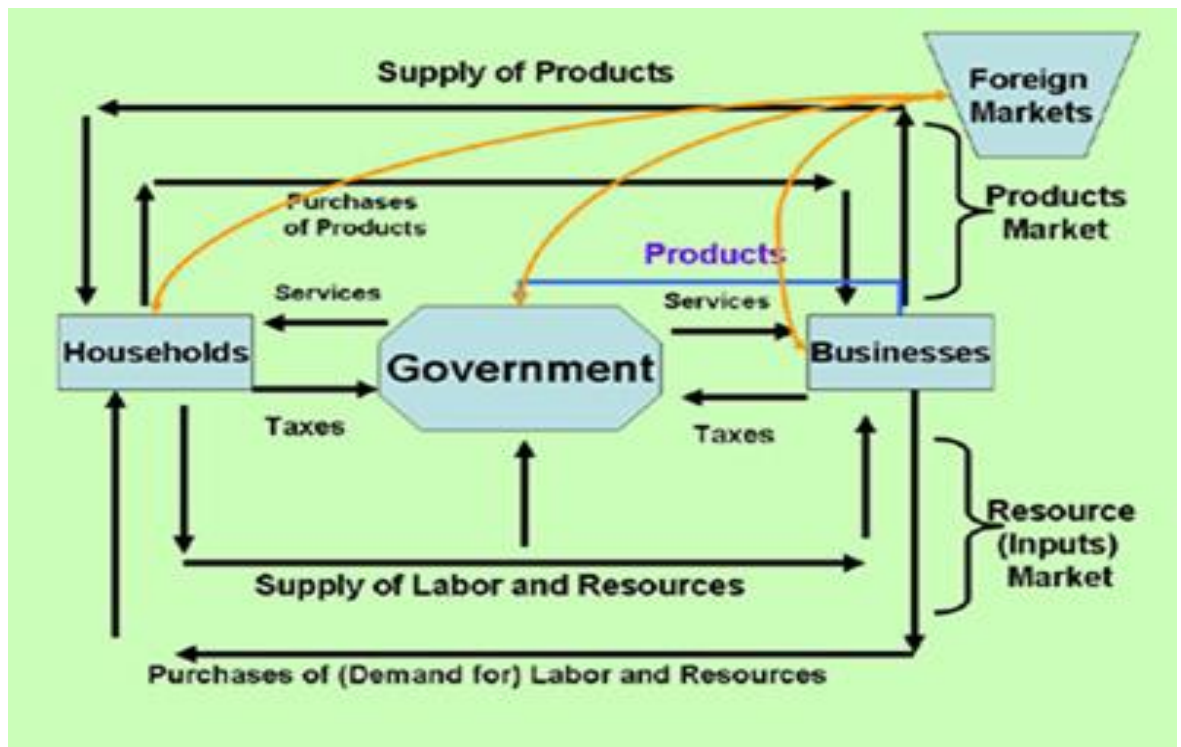 Supply of Products
Foreign
Markets
Purchases
of Products
Products
Market
Products
Services
Services
Households
Government
Businesses
Taxes
Taxes
Resource
(Inputs)
Market
Supply of Labor and Resources
Purchases of (Demand for) Labor and Resources